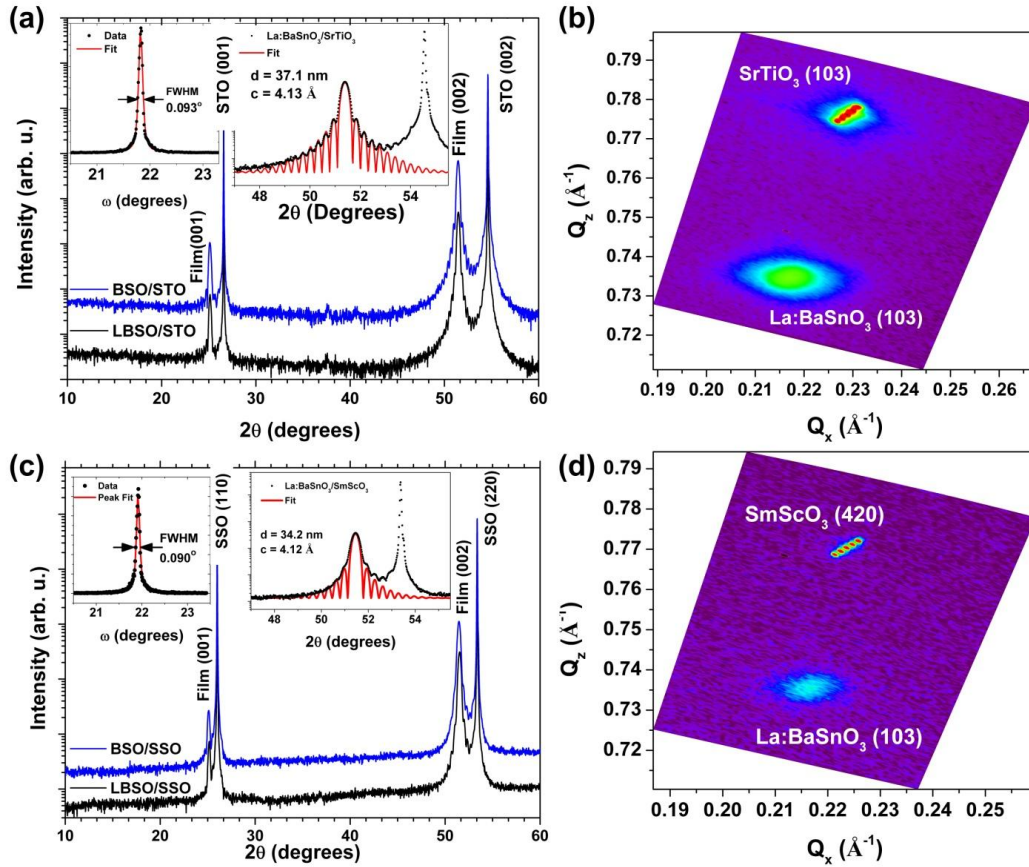 (a)
Data
Fit
FWHM
0.093°
21 22 23
ω (degrees)
STO (001)
La:BaSnO₃/SrTiO₃
Fit
d = 37.1 nm
c = 4.13 Å
48 50 52 54
2θ (Degrees)
Film (002)
STO (002)
Film(001)
BSO/STO
LBSO/STO
Intensity (arb. u.)
10 20 30 40 50 60
2θ (degrees)
(b)
SrTiO₃ (103)
La:BaSnO₃ (103)
Q_z (Å⁻¹)
0.79
0.78
0.77
0.76
0.75
0.74
0.73
0.72
0.19 0.20 0.21 0.22 0.23 0.24 0.25 0.26
Q_x (Å⁻¹)
(c)
Data
Peak Fit
FWHM
0.090°
21 22 23
ω (degrees)
SSO (110)
La:BaSnO₃/SmScO₃
Fit
d = 34.2 nm
c = 4.12 Å
48 50 52 54
2θ (degrees)
Film (002)
SSO (220)
Film (001)
BSO/SSO
LBSO/SSO
Intensity (arb. u.)
10 20 30 40 50 60
2θ (degrees)
(d)
SmScO₃ (420)
La:BaSnO₃ (103)
Q_z (Å⁻¹)
0.79
0.78
0.77
0.76
0.75
0.74
0.73
0.72
0.19 0.20 0.21 0.22 0.23 0.24 0.25
Q_x (Å⁻¹)